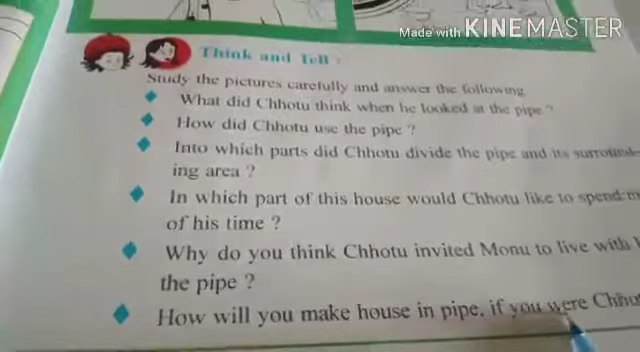 Made with KINEMASTER
Think and Tell :
Study the pictures carefully and answer the following.
What did Chhotu think when he looked at the pipe ?
How did Chhotu use the pipe ?
Into which parts did Chhotu divide the pipe and its
ing area ?
In which part of this house would Chhotu like to spend
of his time ?
Why do you think Chhotu invited Monu to live with
the pipe ?
How will you make house in pipe, if you were